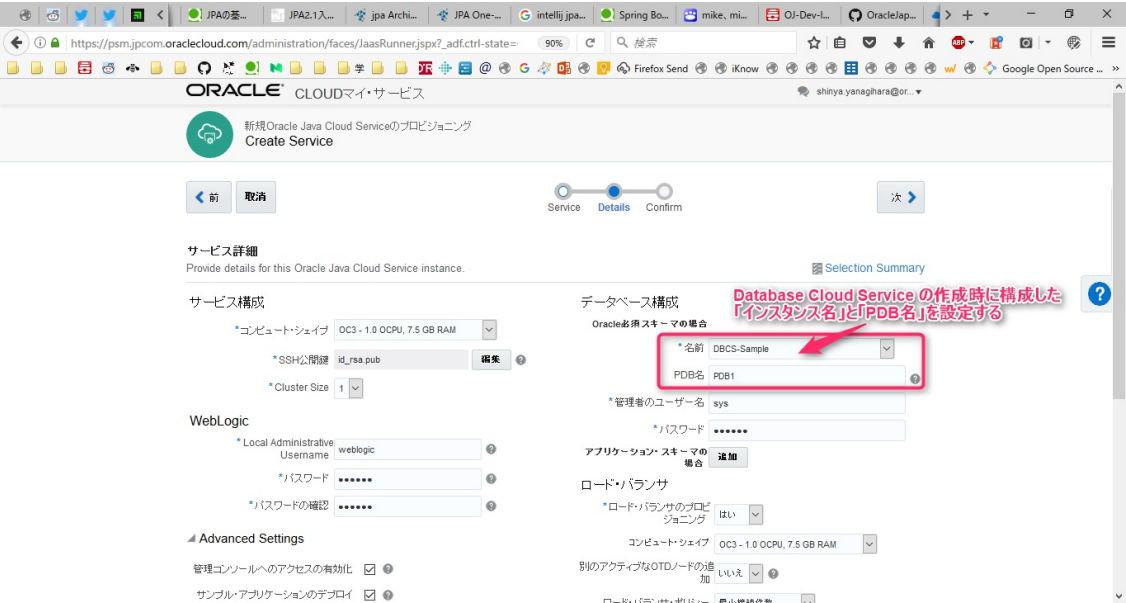 JPAの基...
JPA2.1入...
jpa Archi...
JPA One-...
intellij jpa...
Spring Bo...
mike、mi...
OJ-Dev-I...
OracleJap...
https://psm.jpcom.oraclecloud.com/administration/faces/JaasRunner.jspx?_adf.ctrl-state=
90%
検索
Firefox Send
iKnow
Google Open Source ...
ORACLE CLOUDマイ・サービス
shinya.yanagihara@or...
新規Oracle Java Cloud Serviceのプロビジョニング
Create Service
前
取消
Service
Details
Confirm
次
サービス詳細
Provide details for this Oracle Java Cloud Service instance.
Selection Summary
Database Cloud Service の作成時に構成した
「インスタンス名」と「PDB名」を設定する
サービス構成
*コンピュート・シェイプ OC3 - 1.0 OCPU, 7.5 GB RAM
*SSH公開鍵 id_rsa.pub 編集
*Cluster Size 1
WebLogic
*Local Administrative
Username weblogic
*パスワード ••••••
*パスワードの確認 ••••••
Advanced Settings
管理コンソールへのアクセスの有効化
サンプル・アプリケーションのデプロイ
データベース構成
Oracle必須スキーマの場合
*名前 DBCS-Sample
PDB名 PDB1
*管理者のユーザー名 sys
*パスワード ••••••
アプリケーション・スキーマの
場合 追加
ロード・バランサ
*ロード・バランサのプロビ
ジョニング はい
コンピュート・シェイプ OC3 - 1.0 OCPU, 7.5 GB RAM
別のアクティブなOTDノードの追
加 いいえ
ロード・バランサ・ポリシー 最小接続件数